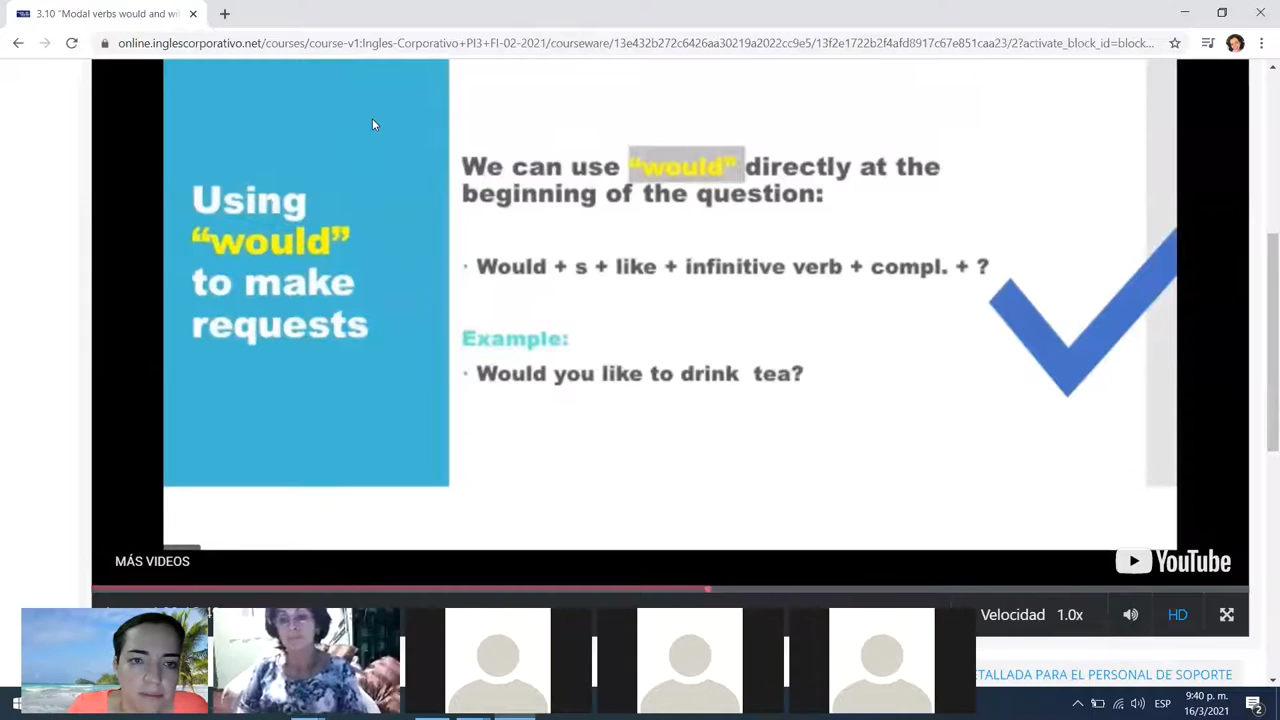 3.10 "Modal verbs would and wi
online.inglescorporativo.net/courses/course-v1:Ingles-Corporativo+PI3+FI-02-2021/courseware/13e432b272c6426aa30219a2022cc9e5/13f2e1722b2f4afd8917c67e851caa23/2?activate_block_id=block...
Using
"would"
to make
requests
We can use "would" directly at the
beginning of the question:
· Would + s + like + infinitive verb + compl. + ?
Example:
· Would you like to drink tea?
MÁS VIDEOS
YouTube
Velocidad 1.0x
HD
ETALLADA PARA EL PERSONAL DE SOPORTE
ESP
9:40 p. m.
16/3/2021
2